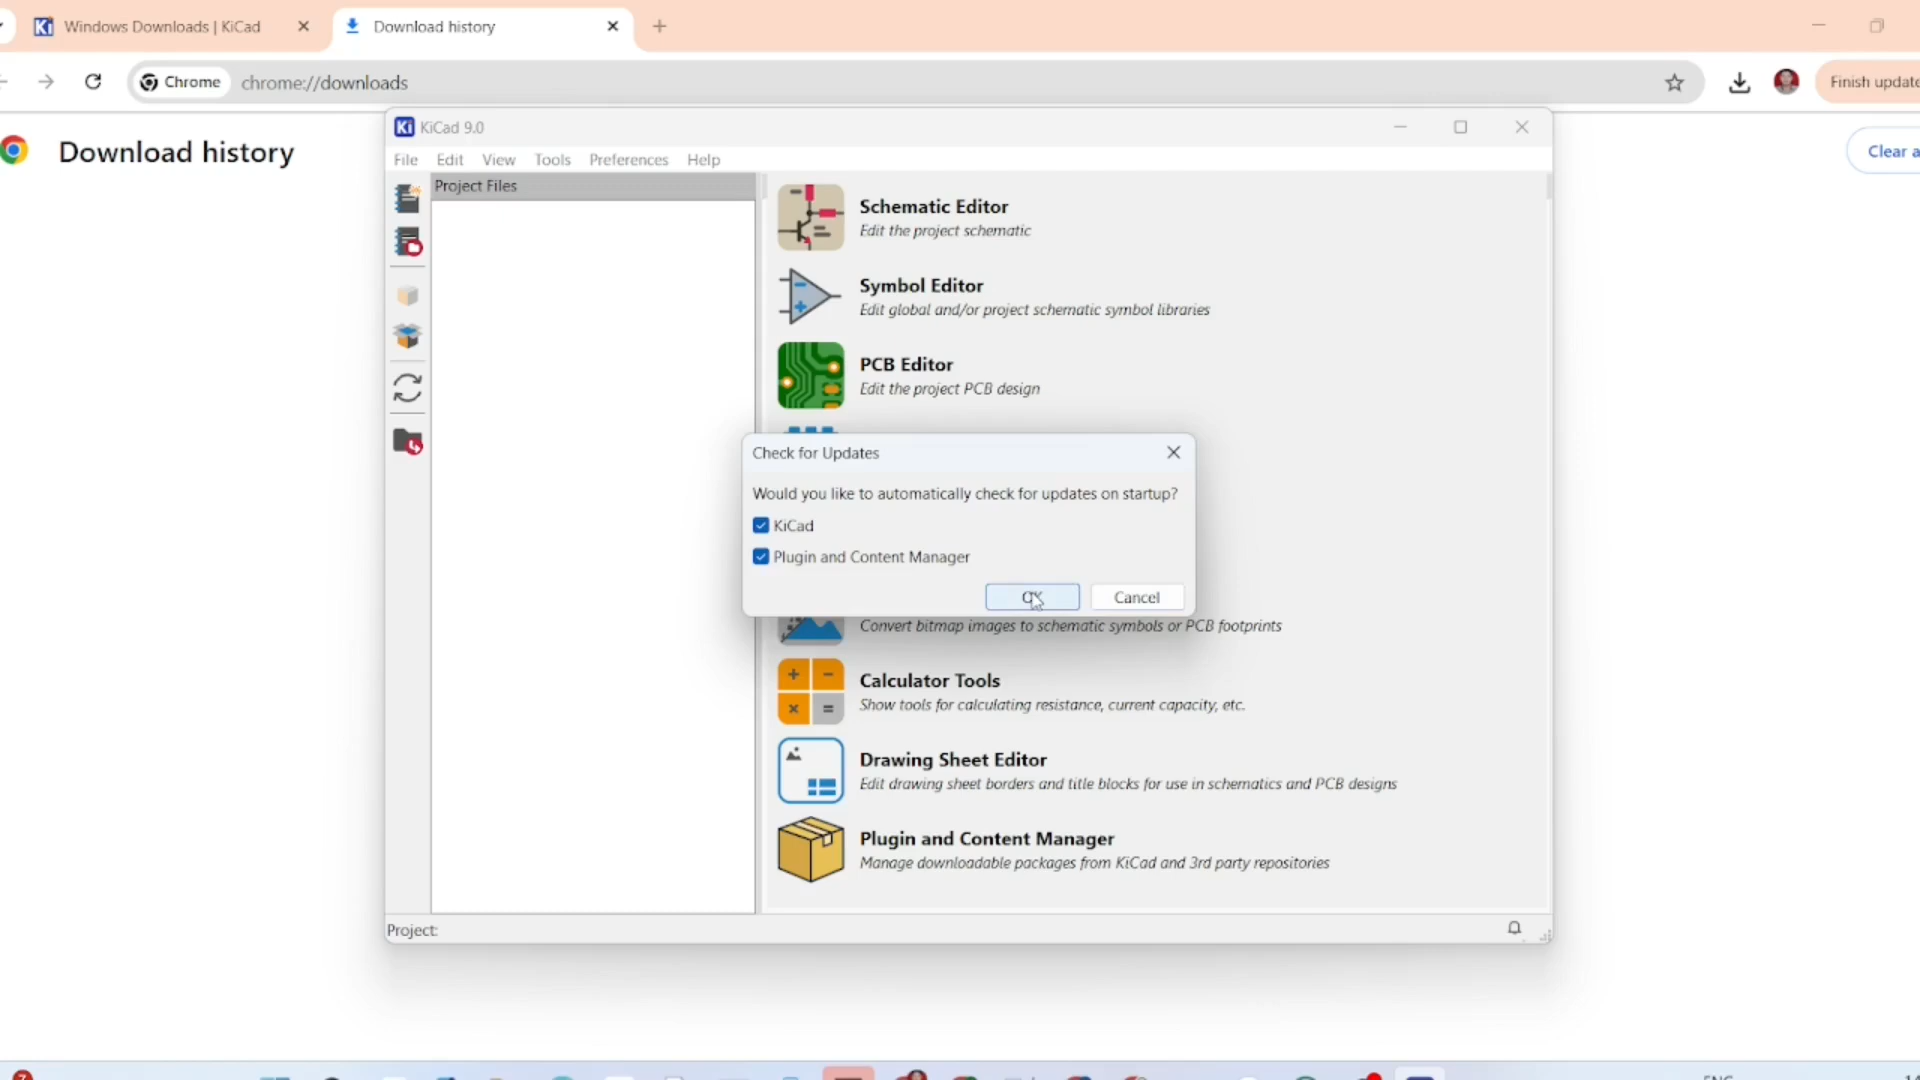 Windows Downloads | KiCad
Download history
Chrome
chrome://downloads
Finish update
Download history
Clear a
KiCad 9.0
File Edit View Tools Preferences Help
Project Files
Schematic Editor
Edit the project schematic
Symbol Editor
Edit global and/or project schematic symbol libraries
PCB Editor
Edit the project PCB design
Check for Updates
Would you like to automatically check for updates on startup?
KiCad
Plugin and Content Manager
OK
Cancel
Convert bitmap images to schematic symbols or PCB footprints
Calculator Tools
Show tools for calculating resistance, current capacity, etc.
Drawing Sheet Editor
Edit drawing sheet borders and title blocks for use in schematics and PCB designs
Plugin and Content Manager
Manage downloadable packages from KiCad and 3rd party repositories
Project: